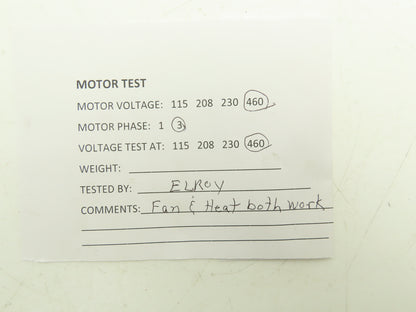 MOTOR TEST
MOTOR VOLTAGE: 115 208 230 460
MOTOR PHASE: 1 3
VOLTAGE TEST AT: 115 208 230 460
WEIGHT:
TESTED BY: ELROY
COMMENTS: Fan & Heat both work